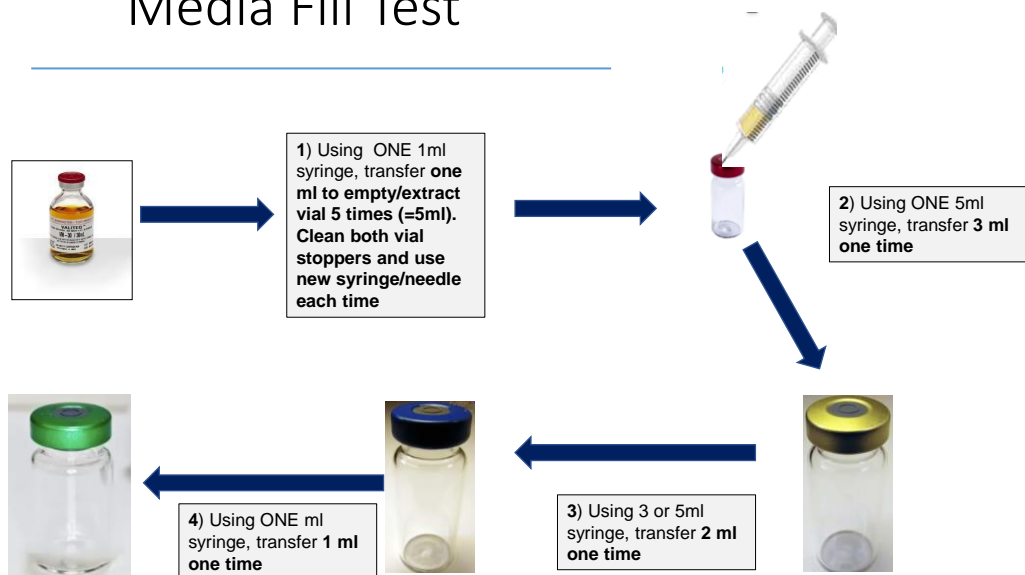 Media Fill Test
1) Using  ONE 1ml
syringe, transfer one
ml to empty/extract
vial 5 times (=5ml).
Clean both vial
stoppers and use
new syringe/needle
each time
2) Using ONE 5ml
syringe, transfer 3 ml
one time
VALITEQ
3) Using 3 or 5ml
syringe, transfer 2 ml
one time
4) Using ONE ml
syringe, transfer 1 ml
one time